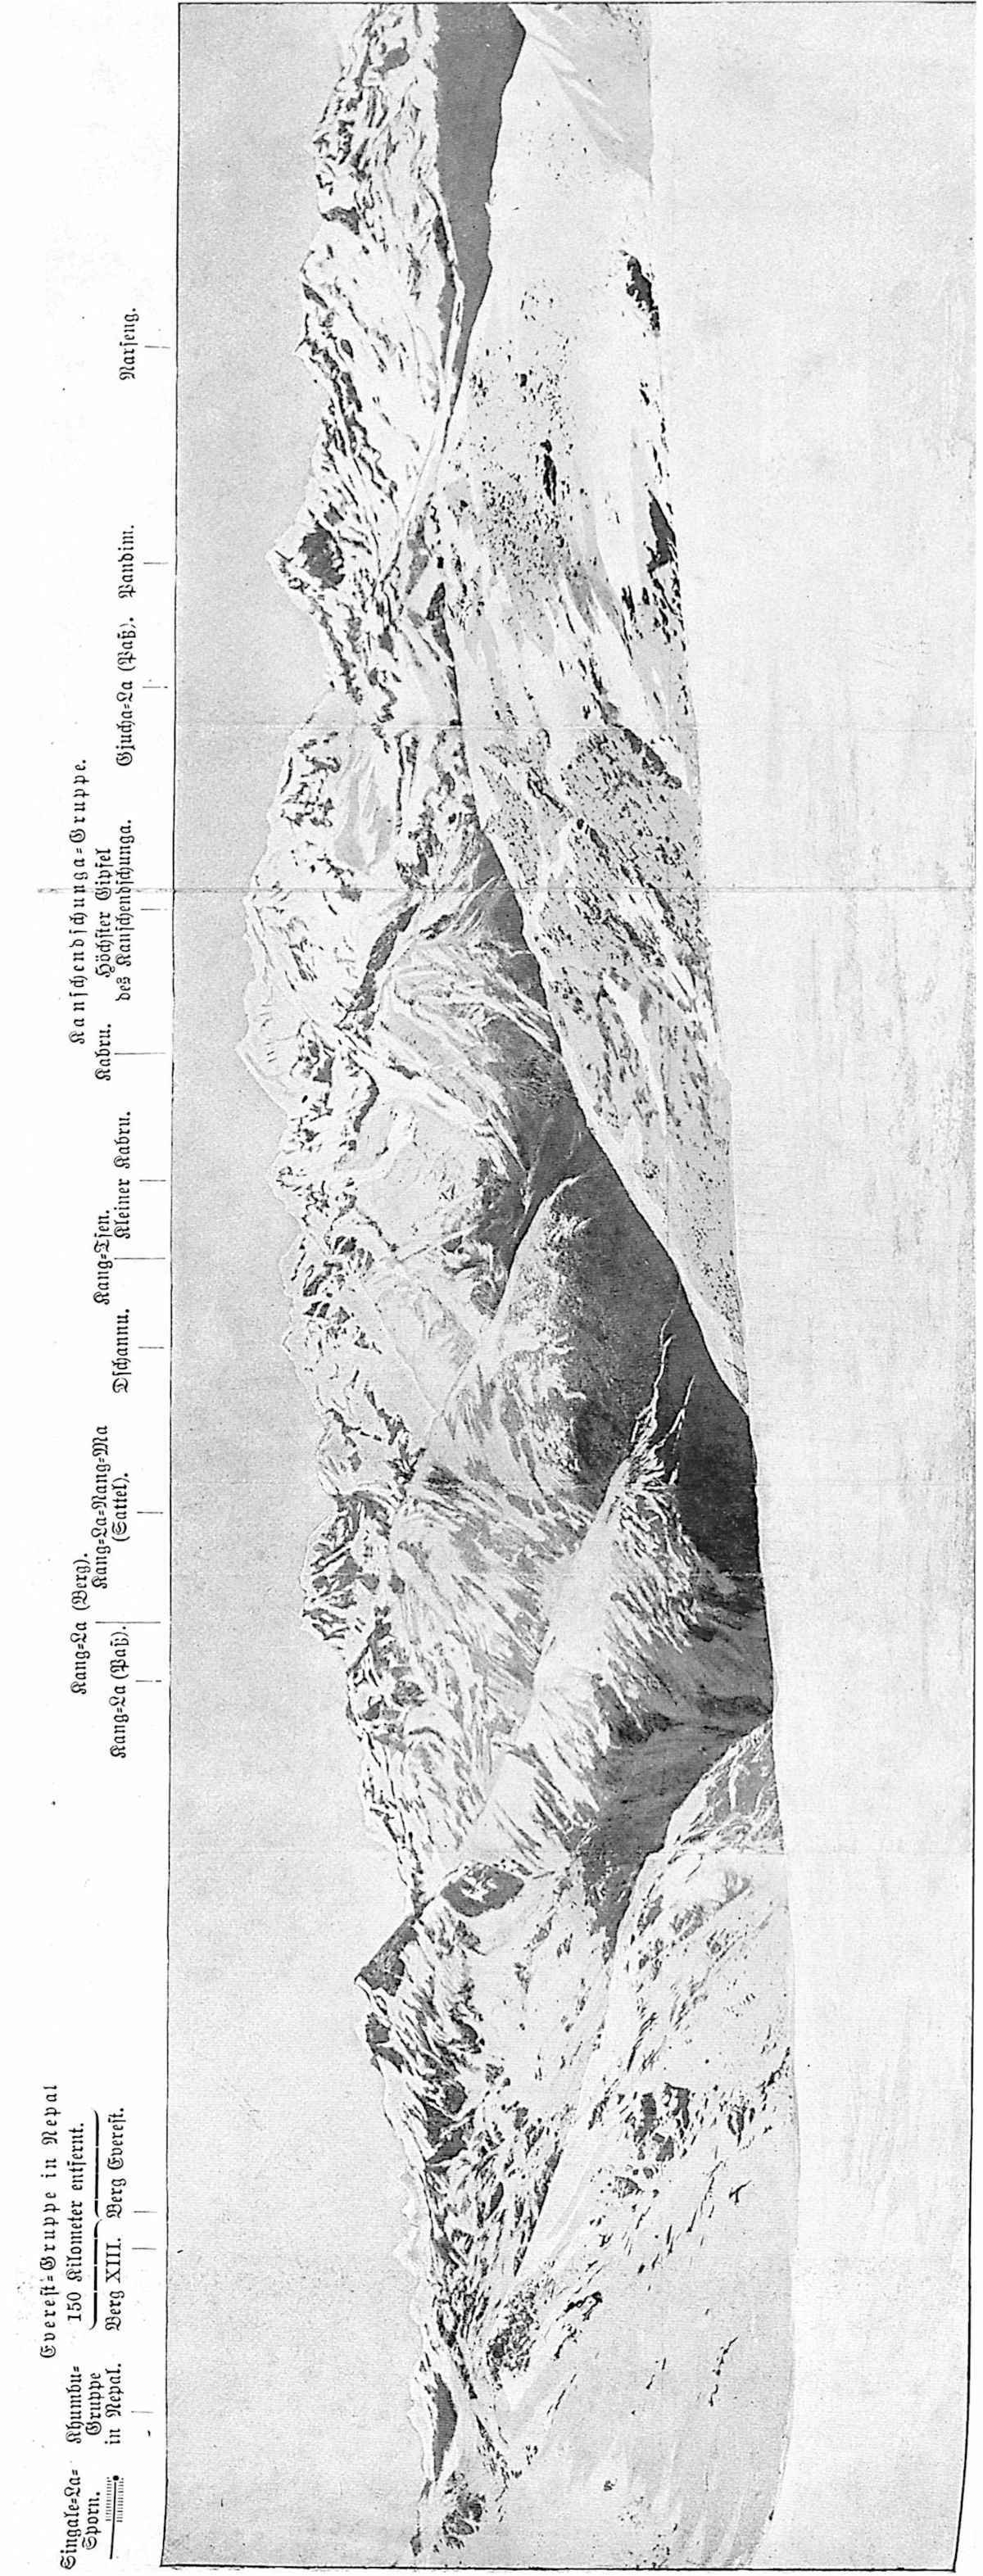 Singale-La-
Sporn.
Khumbu-
Gruppe
in Nepal.
Everest-Gruppe in Nepal
150 Kilometer entfernt.
Berg XIII. Berg Everest.
Kang-La (Paß).
Kang-La (Berg).
Kang-La-Nang-Ma
(Sattel).
Dschannu.
Kang-Tsen.
Kleiner Kabru.
Kabru.
Kanschendschunga-Gruppe.
Höchster Gipfel
des Kanschendschunga.
Gjucha-La (Paß).
Pandim.
Narseng.